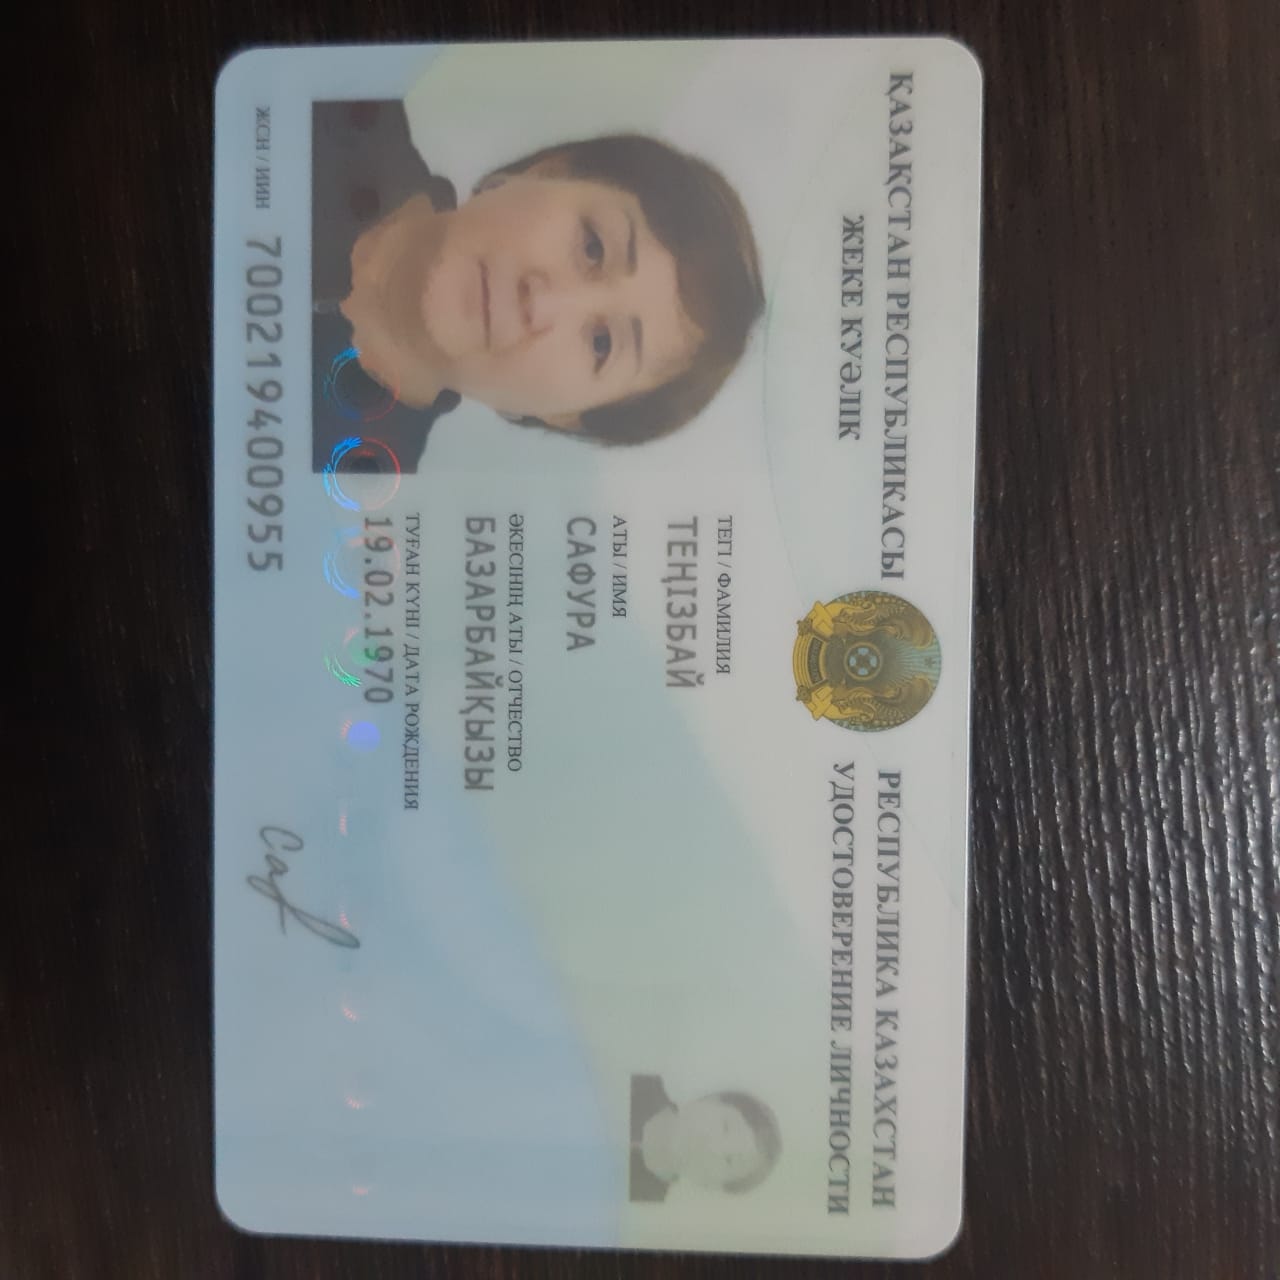 ҚАЗАҚСТАН РЕСПУБЛИКАСЫ
ЖЕКЕ КУӘЛІК
РЕСПУБЛИКА КАЗАХСТАН
УДОСТОВЕРЕНИЕ ЛИЧНОСТИ
ТЕГІ / ФАМИЛИЯ
ТЕҢІЗБАЙ
АТЫ / ИМЯ
САФУРА
ӘКЕСІНІҢ АТЫ / ОТЧЕСТВО
БАЗАРБАЙҚЫЗЫ
ТУҒАН КҮНІ / ДАТА РОЖДЕНИЯ
19.02.1970
ЖСН / ИИН 700219400955